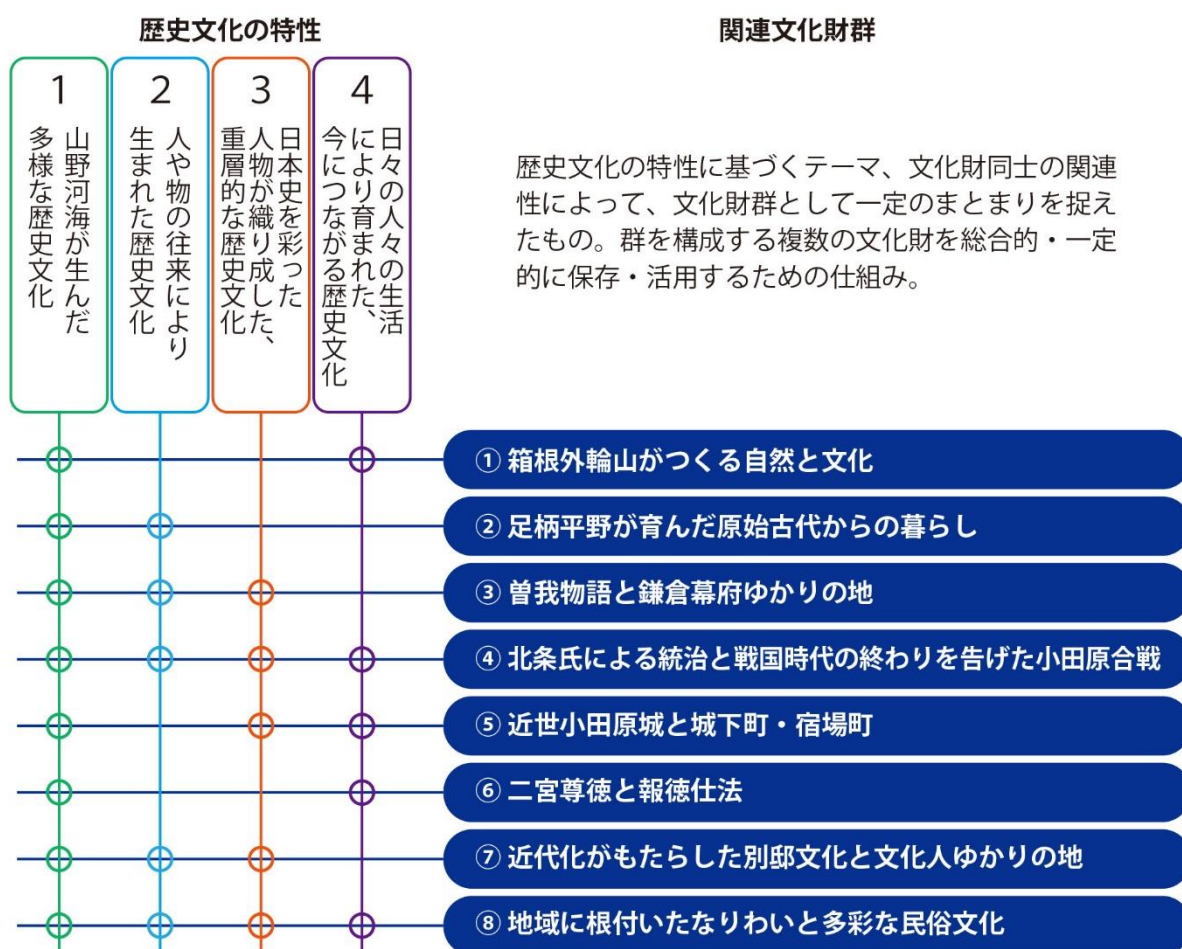 歴史文化の特性
関連文化財群
1
山野河海が生んだ
多様な歴史文化
2
人や物の往来により
生まれた歴史文化
3
日本史を彩った
人物が織り成した、
重層的な歴史文化
4
日々の人々の生活
により育まれた、
今につながる歴史文化
歴史文化の特性に基づくテーマ、文化財同士の関連
性によって、文化財群として一定のまとまりを捉え
たもの。群を構成する複数の文化財を総合的・一定
的に保存・活用するための仕組み。
① 箱根外輪山がつくる自然と文化
② 足柄平野が育んだ原始古代からの暮らし
③ 曽我物語と鎌倉幕府ゆかりの地
④ 北条氏による統治と戦国時代の終わりを告げた小田原合戦
⑤ 近世小田原城と城下町・宿場町
⑥ 二宮尊徳と報徳仕法
⑦ 近代化がもたらした別邸文化と文化人ゆかりの地
⑧ 地域に根付いたなりわいと多彩な民俗文化